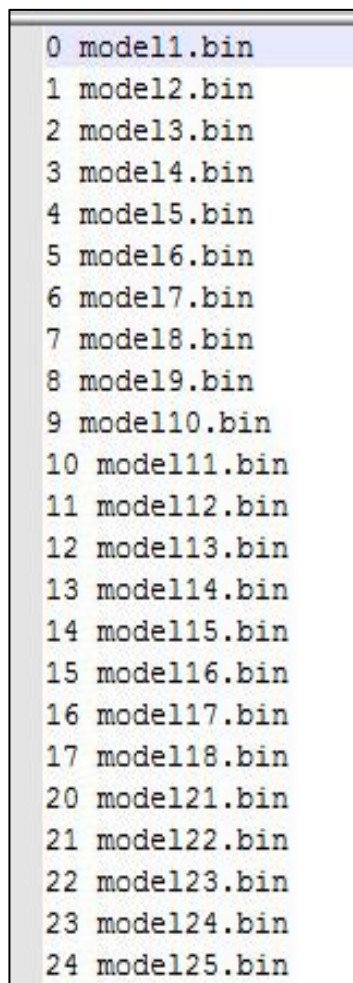 0 model1.bin
1 model2.bin
2 model3.bin
3 model4.bin
4 model5.bin
5 model6.bin
6 model7.bin
7 model8.bin
8 model9.bin
9 model10.bin
10 model11.bin
11 model12.bin
12 model13.bin
13 model14.bin
14 model15.bin
15 model16.bin
16 model17.bin
17 model18.bin
20 model21.bin
21 model22.bin
22 model23.bin
23 model24.bin
24 model25.bin